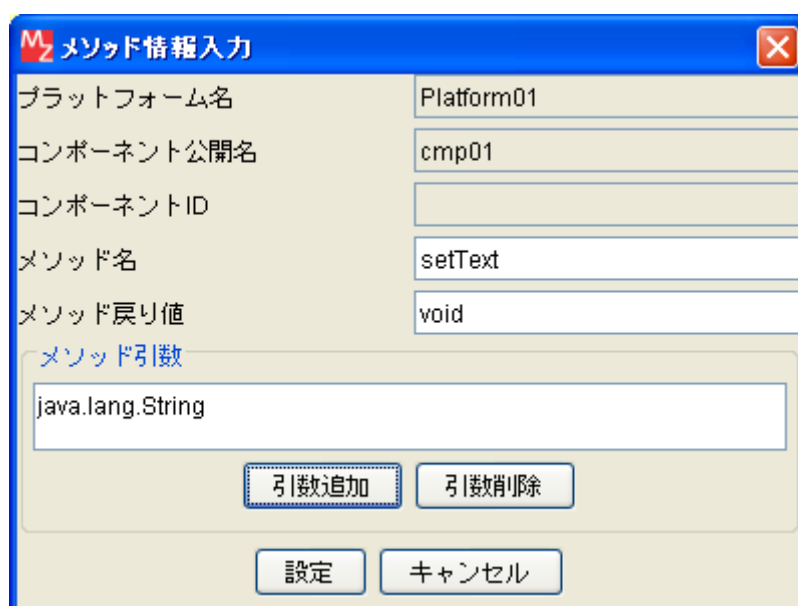 MZ メソッド情報入力
プラットフォーム名 Platform01
コンポーネント公開名 cmp01
コンポーネントID
メソッド名 setText
メソッド戻り値 void
メソッド引数
java.lang.String
引数追加 引数削除
設定 キャンセル